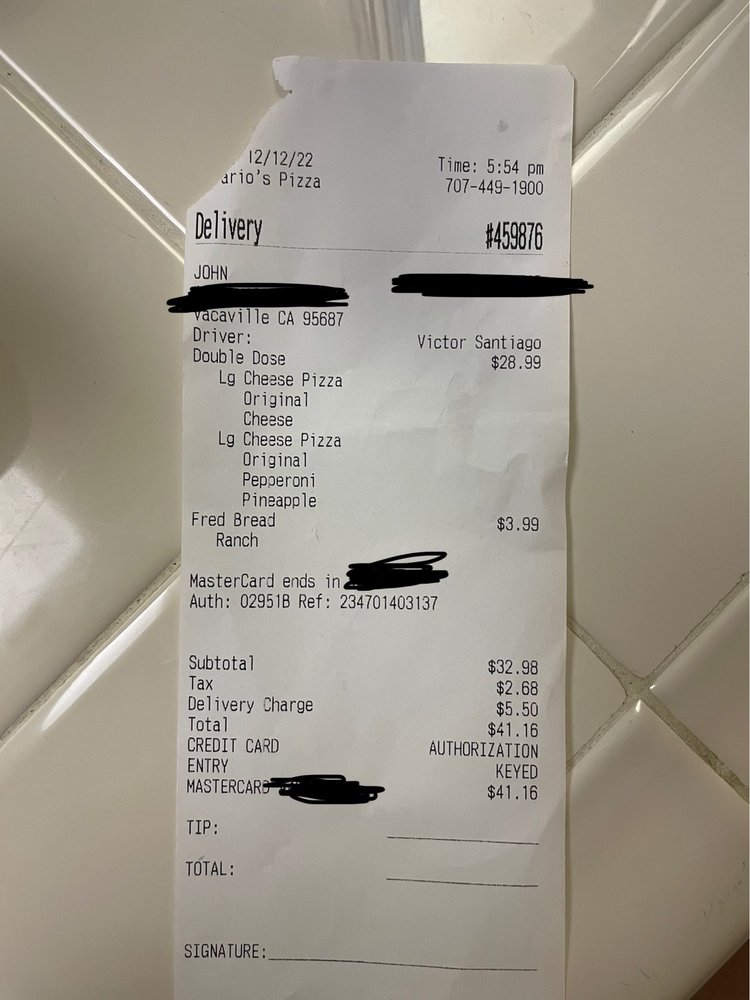 12/12/22 Time: 5:54 pm
ario's Pizza 707-449-1900
Delivery #459876
JOHN
Vacaville CA 95687
Driver: Victor Santiago
Double Dose $28.99
Lg Cheese Pizza
Original
Cheese
Lg Cheese Pizza
Original
Pepperoni
Pineapple
Fred Bread $3.99
Ranch
MasterCard ends in
Auth: 02951B Ref: 234701403137
Subtotal $32.98
Tax $2.68
Delivery Charge $5.50
Total $41.16
CREDIT CARD AUTHORIZATION
ENTRY KEYED
MASTERCARD $41.16
TIP:
TOTAL:
SIGNATURE: